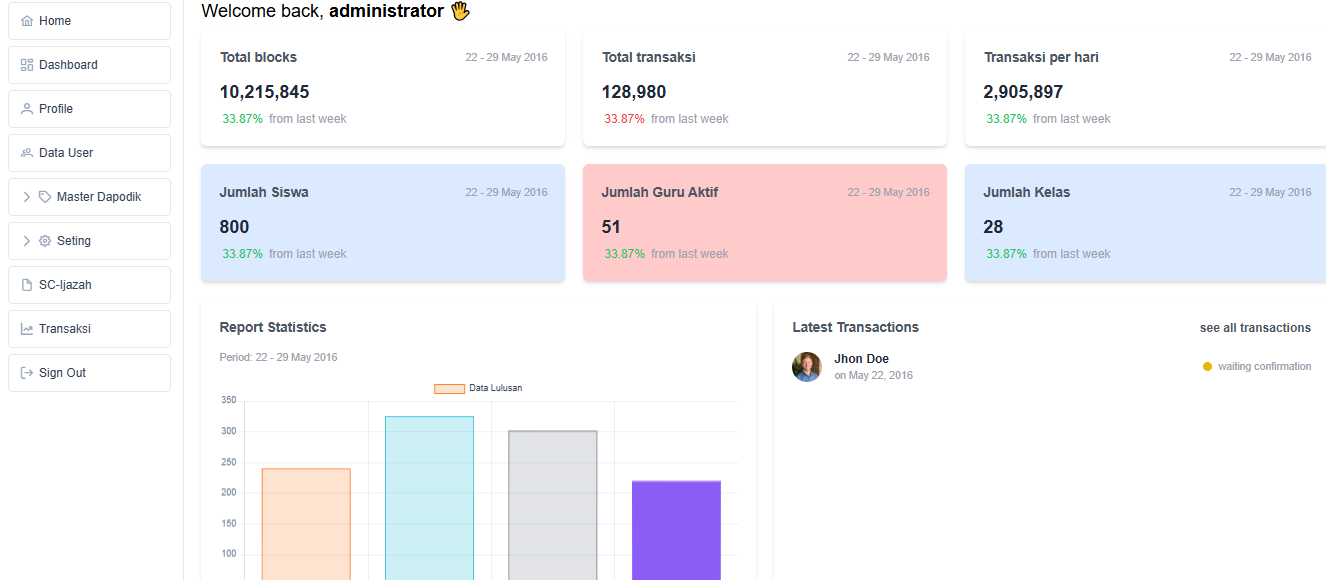 Home
Dashboard
Profile
Data User
Master Dapodik
Seting
SC-Ijazah
Transaksi
Sign Out
Welcome back, administrator
Total blocks 22 - 29 May 2016
10,215,845
33.87% from last week
Total transaksi 22 - 29 May 2016
128,980
33.87% from last week
Transaksi per hari 22 - 29 May 2016
2,905,897
33.87% from last week
Jumlah Siswa 22 - 29 May 2016
800
33.87% from last week
Jumlah Guru Aktif 22 - 29 May 2016
51
33.87% from last week
Jumlah Kelas 22 - 29 May 2016
28
33.87% from last week
Report Statistics
Period: 22 - 29 May 2016
Data Lulusan
350
300
250
200
150
100
Latest Transactions see all transactions
Jhon Doe
on May 22, 2016
waiting confirmation